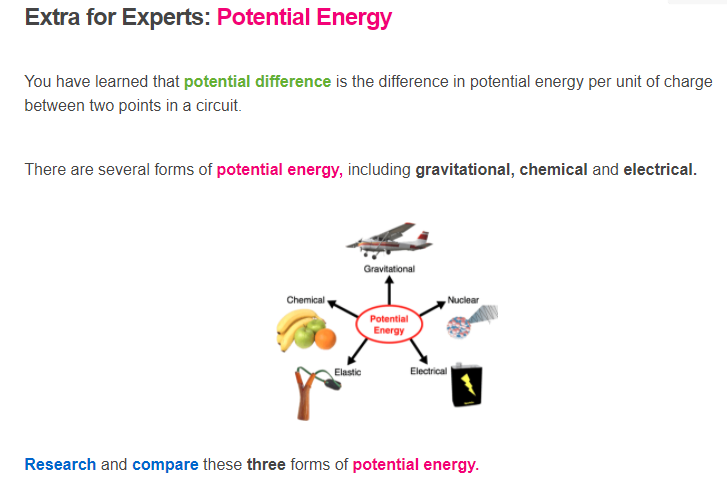 Extra for Experts: Potential Energy
You have learned that potential difference is the difference in potential energy per unit of charge
between two points in a circuit.
There are several forms of potential energy, including gravitational, chemical and electrical.
Gravitational
Chemical
Nuclear
Potential
Energy
Elastic
Electrical
Research and compare these three forms of potential energy.